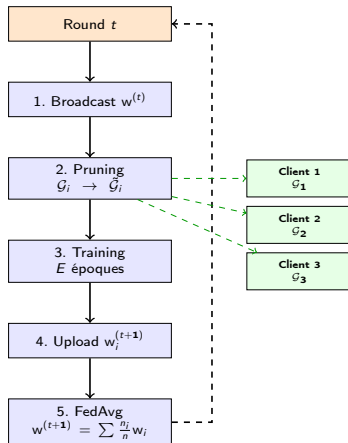 Round t
1. Broadcast w^(t)
2. Pruning
𝒢_i → 𝒢̃_i
3. Training
E époques
4. Upload w_i^(t+1)
5. FedAvg
w^(t+1) = ∑ n_i/n w_i
Client 1
𝒢_1
Client 2
𝒢_2
Client 3
𝒢_3